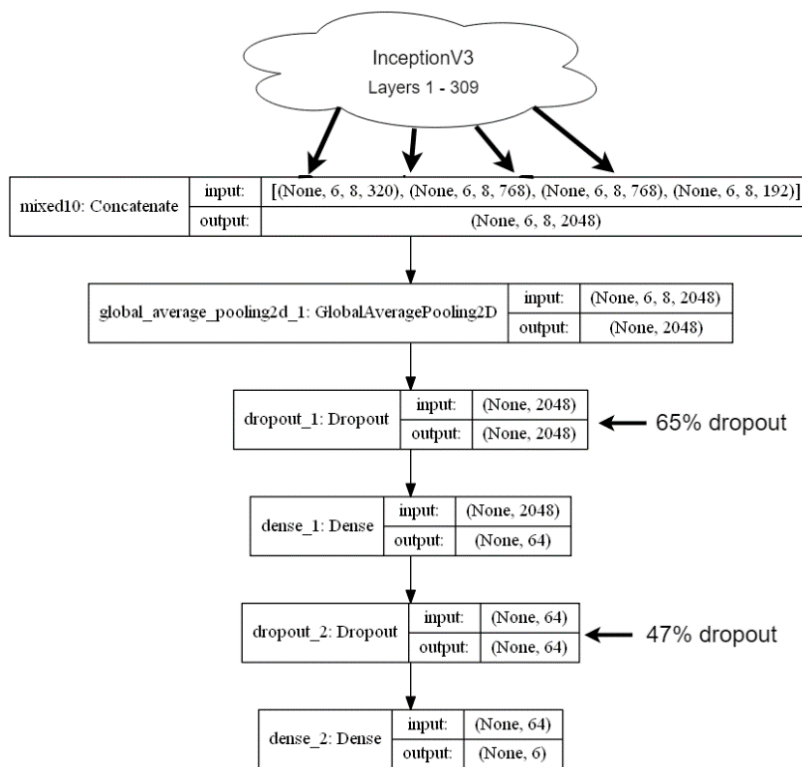 InceptionV3
Layers 1 - 309
mixed10: Concatenate
input:
[(None, 6, 8, 320), (None, 6, 8, 768), (None, 6, 8, 768), (None, 6, 8, 192)]
output:
(None, 6, 8, 2048)
global_average_pooling2d_1: GlobalAveragePooling2D
input:
(None, 6, 8, 2048)
output:
(None, 2048)
dropout_1: Dropout
input:
(None, 2048)
output:
(None, 2048)
65% dropout
dense_1: Dense
input:
(None, 2048)
output:
(None, 64)
dropout_2: Dropout
input:
(None, 64)
output:
(None, 64)
47% dropout
dense_2: Dense
input:
(None, 64)
output:
(None, 6)